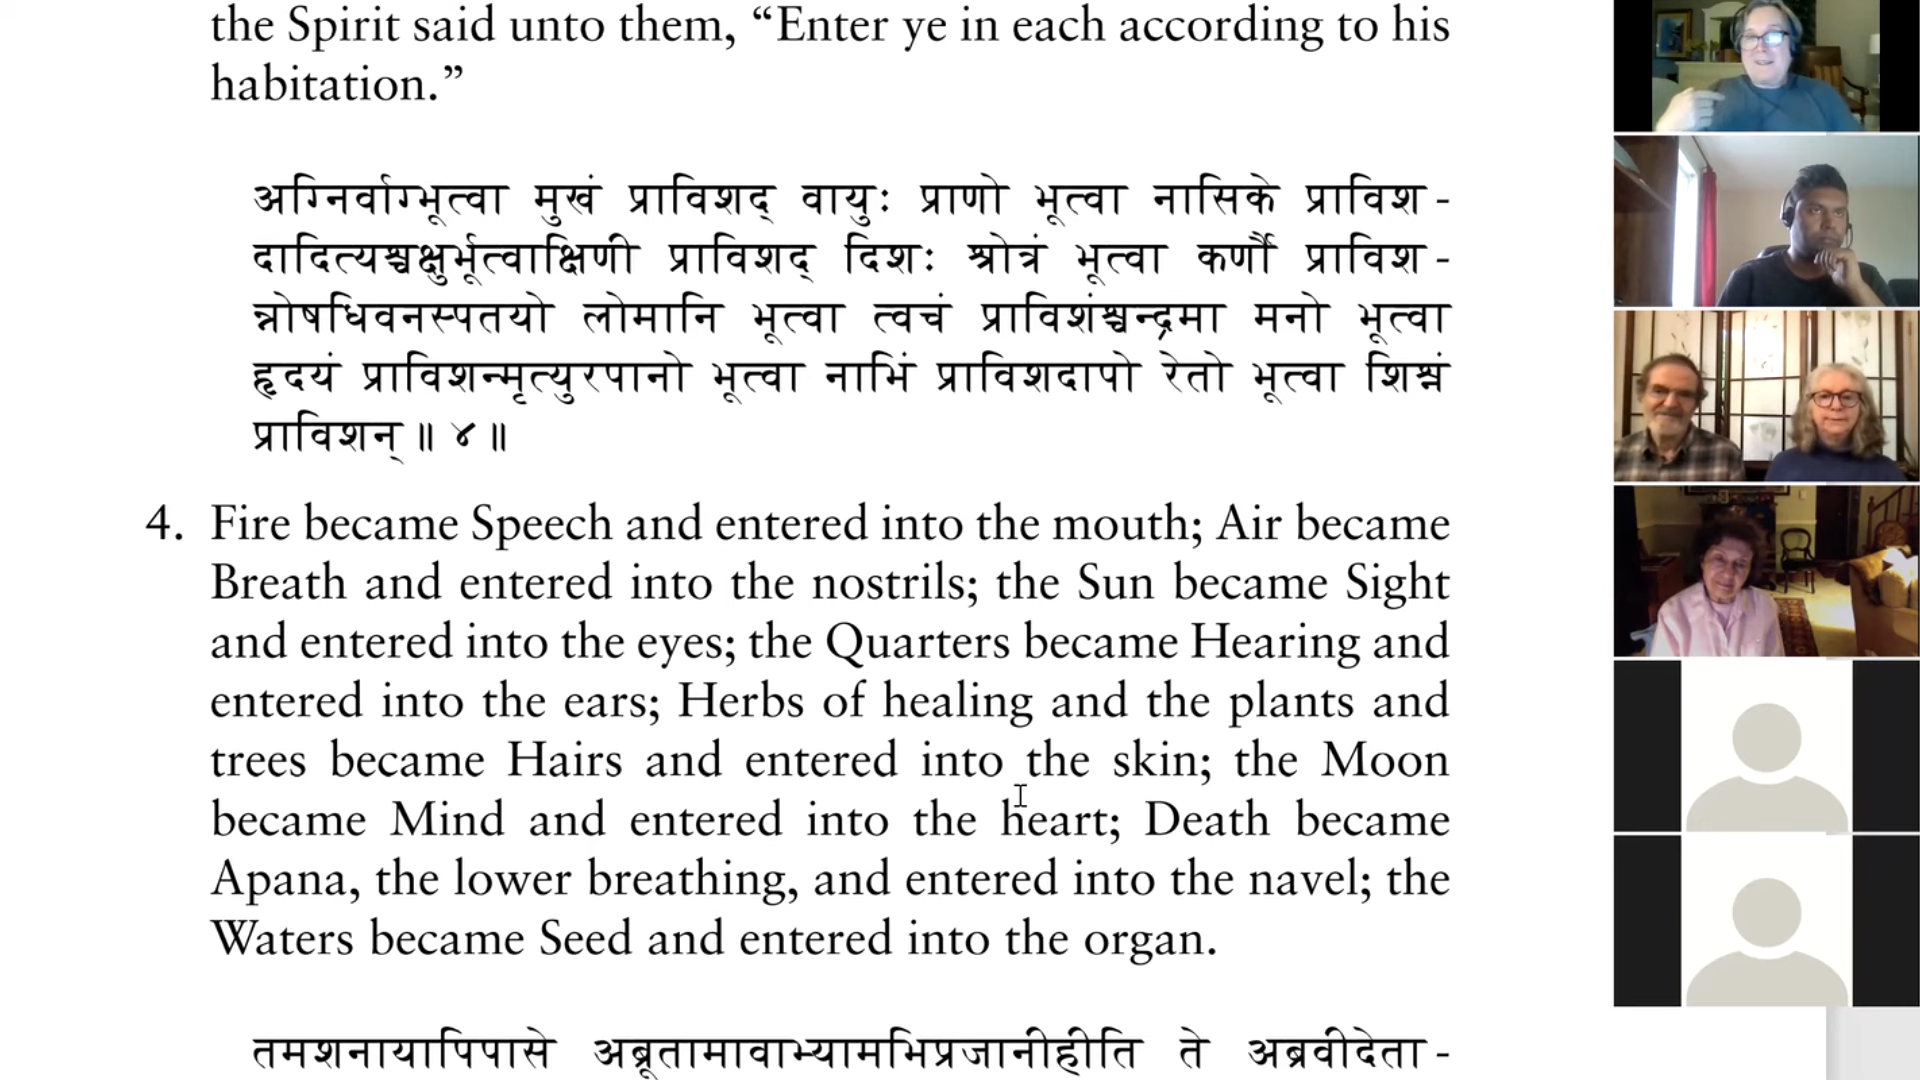 the Spirit said unto them, “Enter ye in each according to his
habitation.”
अग्निर्वाग्भूत्वा मुखं प्राविशद् वायुः प्राणो भूत्वा नासिके प्राविश -
दादित्यश्चक्षुर्भूत्वाक्षिणी प्राविशद् दिशः श्रोत्रं भूत्वा कर्णौ प्राविश -
न्नोषधिवनस्पतयो लोमानि भूत्वा त्वचं प्राविशंश्चन्द्रमा मनो भूत्वा
हृदयं प्राविशन्मृत्युरपानो भूत्वा नाभिं प्राविशदापो रेतो भूत्वा शिश्नं
प्राविशन् ॥ ४ ॥
4. Fire became Speech and entered into the mouth; Air became
Breath and entered into the nostrils; the Sun became Sight
and entered into the eyes; the Quarters became Hearing and
entered into the ears; Herbs of healing and the plants and
trees became Hairs and entered into the skin; the Moon
became Mind and entered into the heart; Death became
Apana, the lower breathing, and entered into the navel; the
Waters became Seed and entered into the organ.
तमशनायापिपासे अब्रूतामावाभ्यामभिप्रजानीहीति ते अब्रवीदेता -